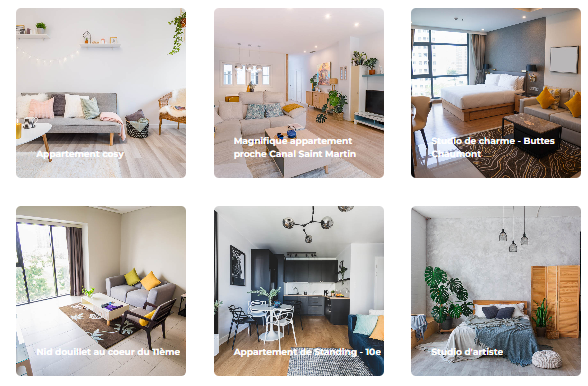 Appartement cosy
Magnifique appartement
proche Canal Saint Martin
Studio de charme - Buttes
Chaumont
Nid douillet au coeur du 11ème
Appartement de Standing - 10e
Studio d'artiste